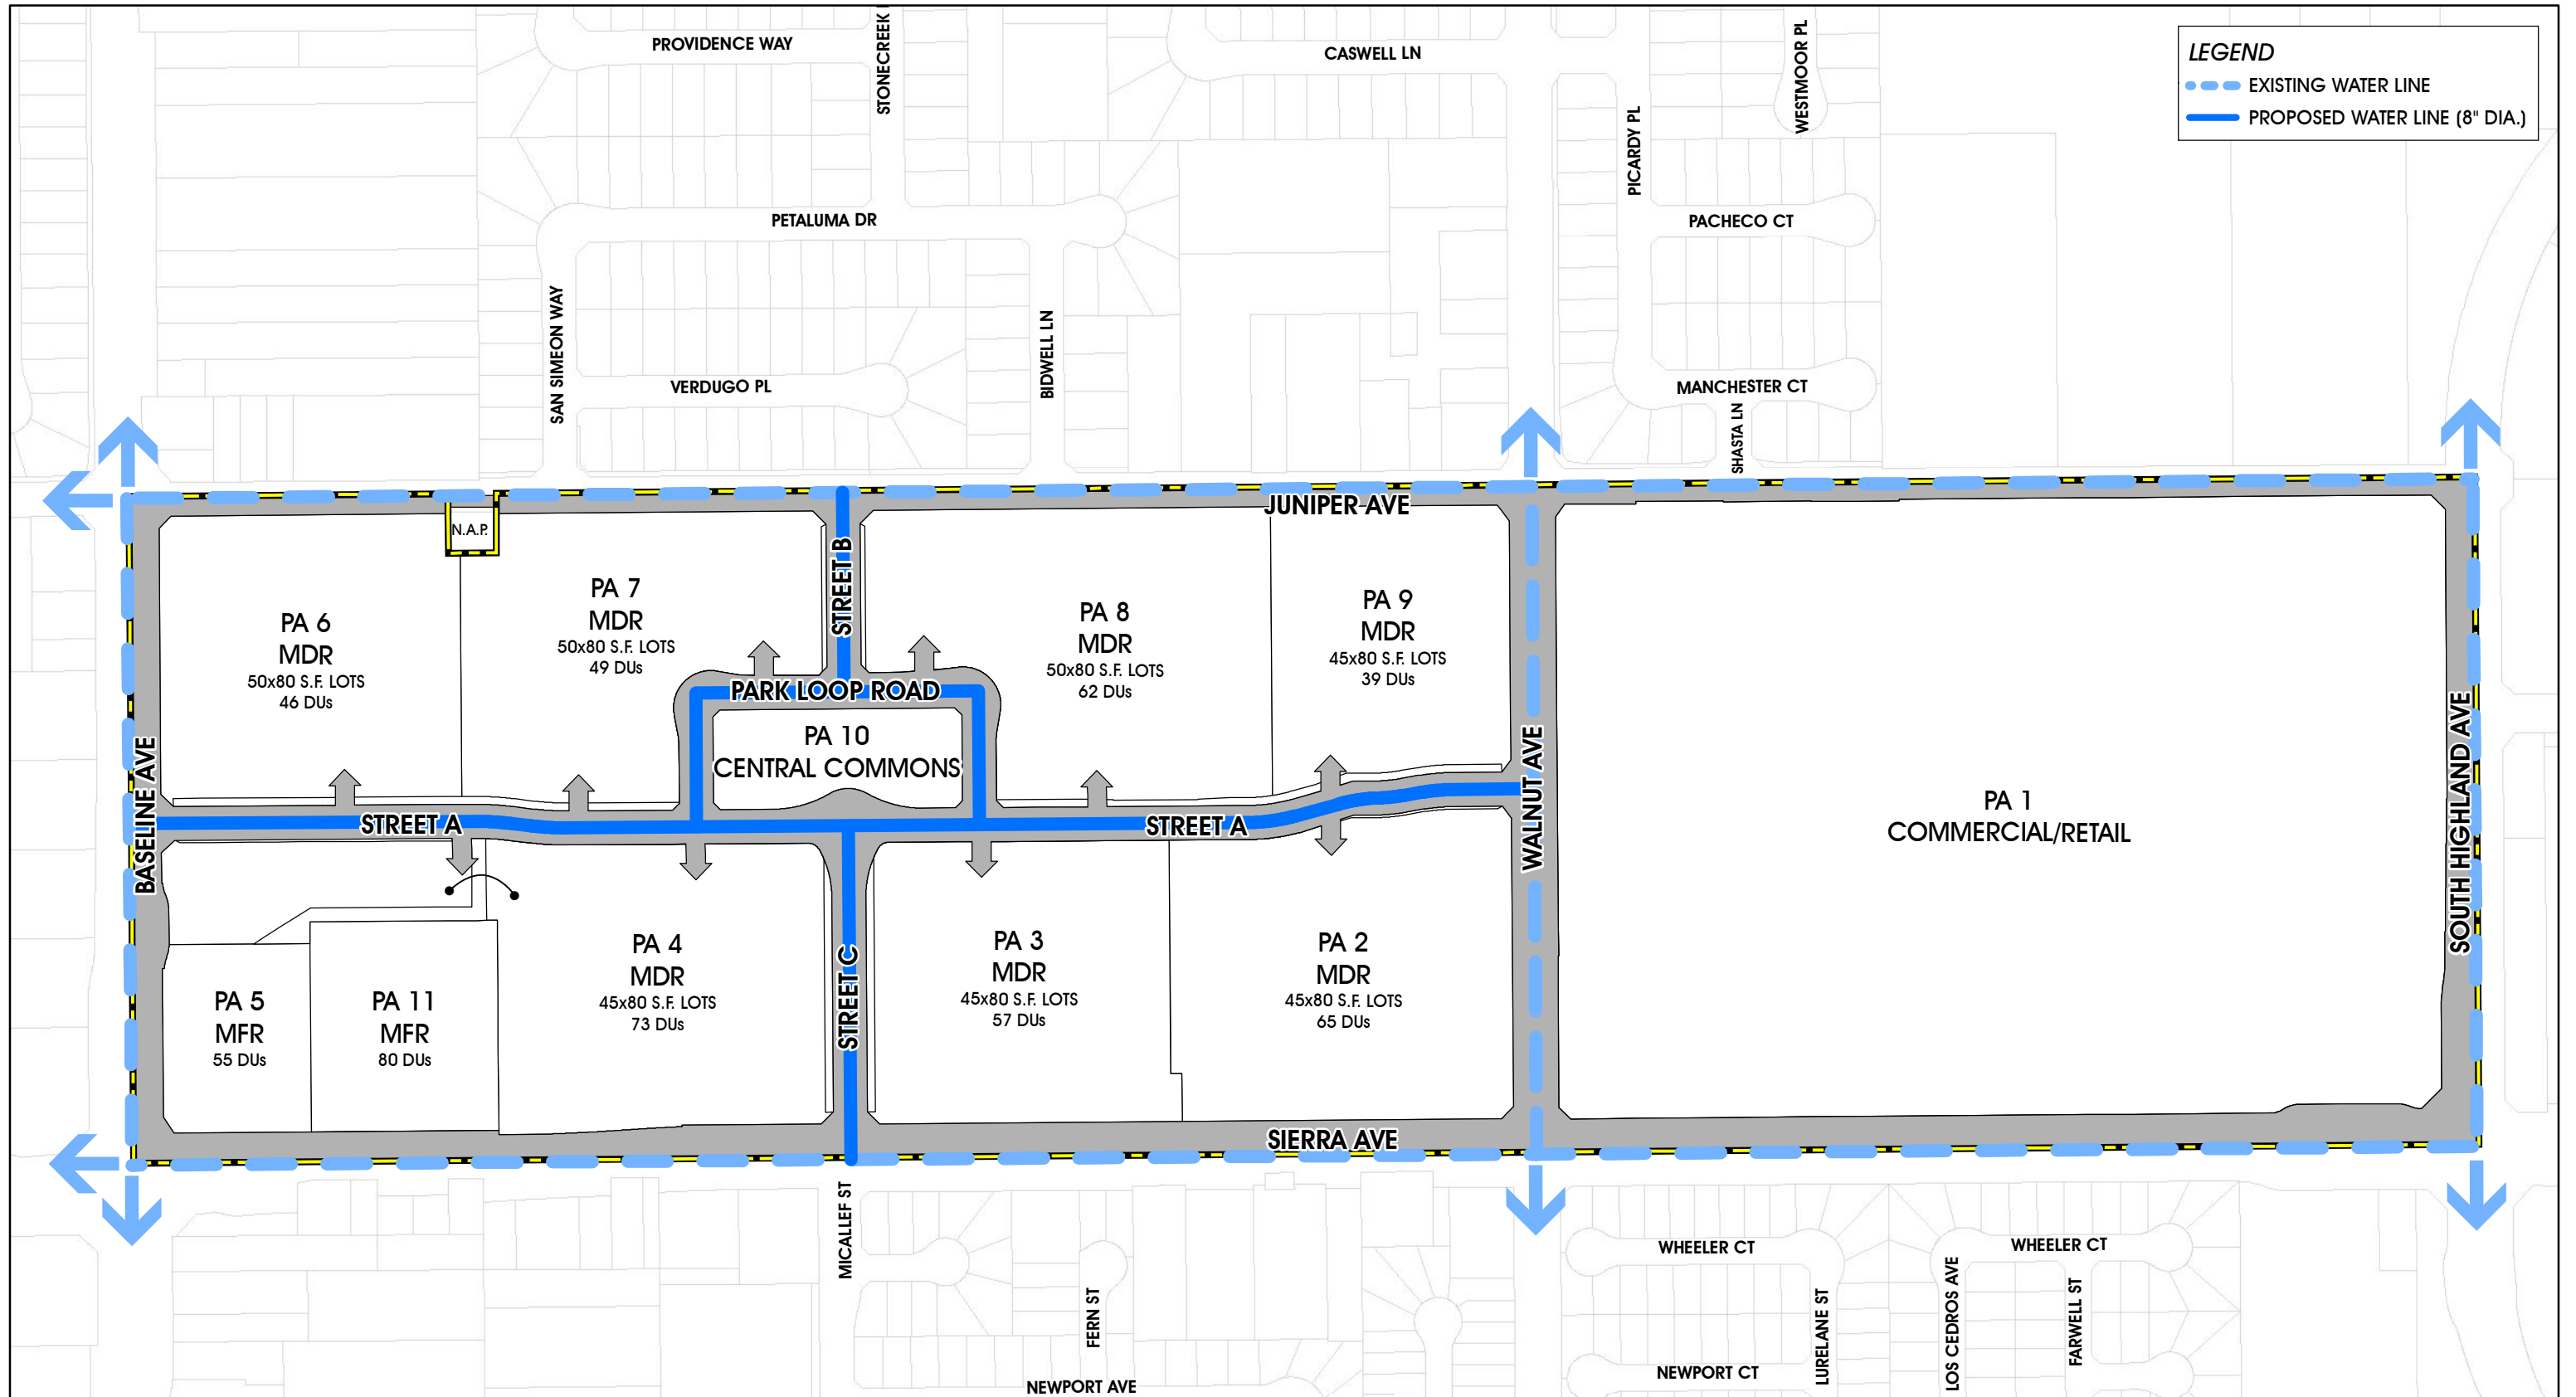 PROVIDENCE WAY
STONECREEK
CASWELL LN
WESTMOOR PL
LEGEND
EXISTING WATER LINE
PROPOSED WATER LINE (8" DIA.)
PICARDY PL
PETALUMA DR
PACHECO CT
SAN SIMEON WAY
BIDWELL LN
VERDUGO PL
MANCHESTER CT
SHASTA LN
JUNIPER AVE
N.A.P.
STREET B
PA 6
MDR
50x80 S.F. LOTS
46 DUs
PA 7
MDR
50x80 S.F. LOTS
49 DUs
PA 8
MDR
50x80 S.F. LOTS
62 DUs
PA 9
MDR
45x80 S.F. LOTS
39 DUs
PARK LOOP ROAD
PA 10
CENTRAL COMMONS
BASELINE AVE
WALNUT AVE
SOUTH HIGHLAND AVE
PA 1
COMMERCIAL/RETAIL
STREET A
STREET A
STREET C
PA 5
MFR
55 DUs
PA 11
MFR
80 DUs
PA 4
MDR
45x80 S.F. LOTS
73 DUs
PA 3
MDR
45x80 S.F. LOTS
57 DUs
PA 2
MDR
45x80 S.F. LOTS
65 DUs
SIERRA AVE
MICALLEF ST
FERN ST
WHEELER CT
WHEELER CT
LURELANE ST
LOS CEDROS AVE
FARWELL ST
NEWPORT CT
NEWPORT AVE